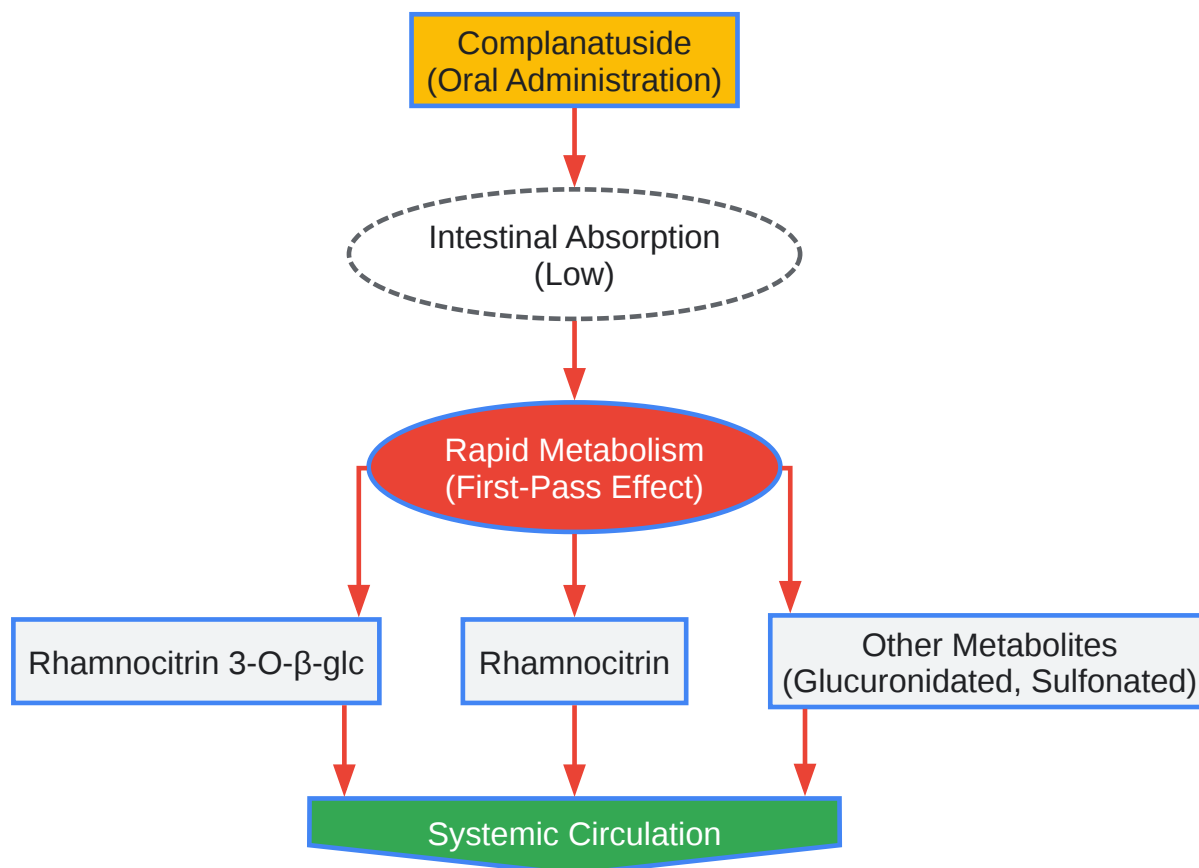 Complanatuside
(Oral Administration)
Intestinal Absorption
(Low)
Rapid Metabolism
(First-Pass Effect)
Rhamnocitrin 3-O-β-glc
Rhamnocitrin
Other Metabolites
(Glucuronidated, Sulfonated)
Systemic Circulation